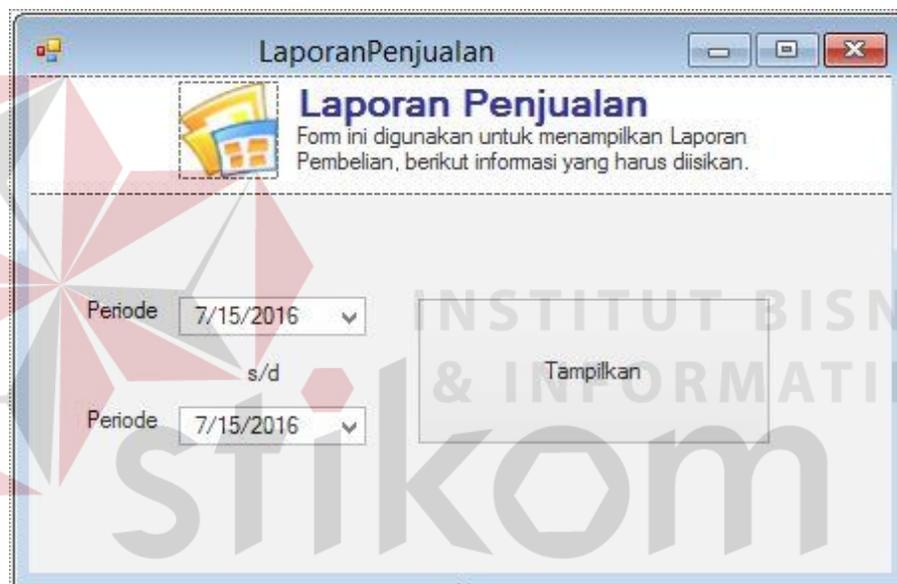 LaporanPenjualan
Laporan Penjualan
Form ini digunakan untuk menampilkan Laporan
Pembelian, berikut informasi yang harus diisikan.
Periode 7/15/2016
s/d
Periode 7/15/2016
Tampilkan
INSTITUT BISN
& INFORMATI
stikom